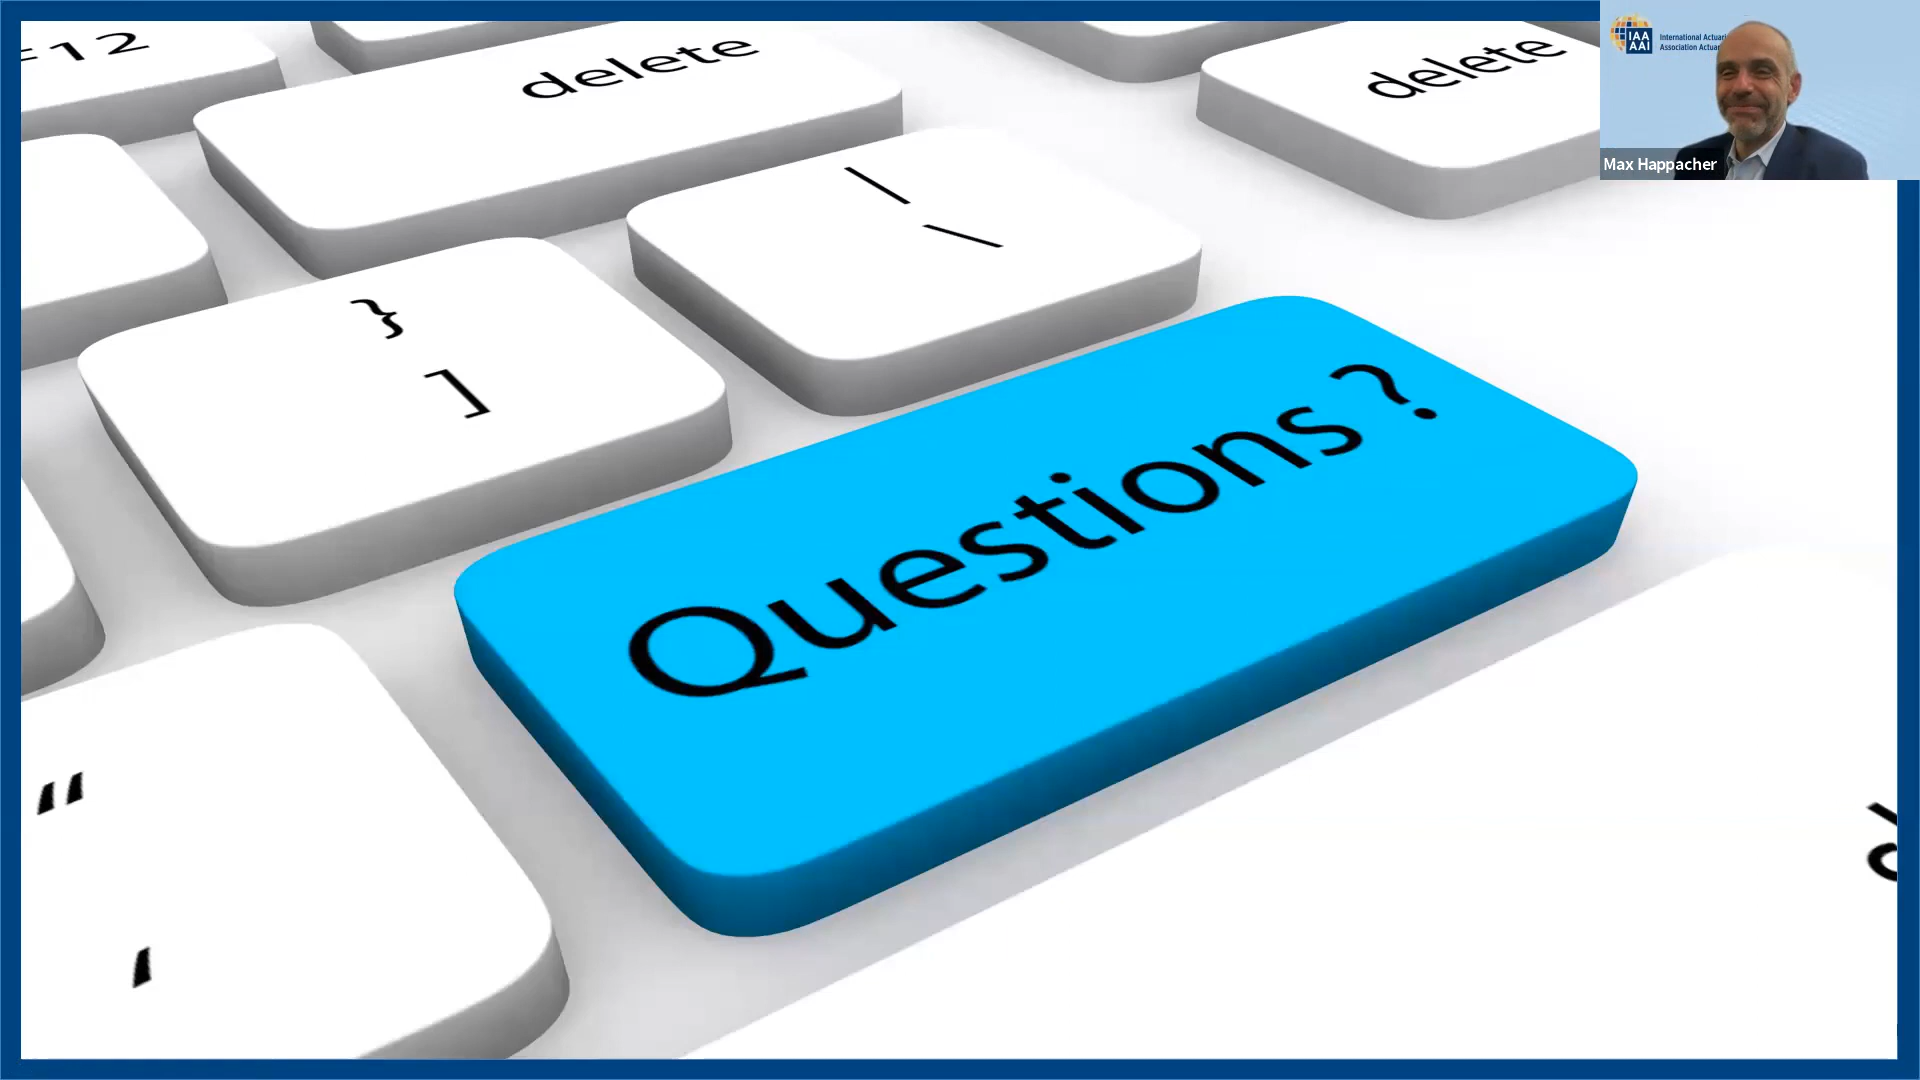 F12
delete
delete
International Actuari
Association Actuar
IAA
AAI
Max Happacher
|
\
}
]
Questions ?
"
'